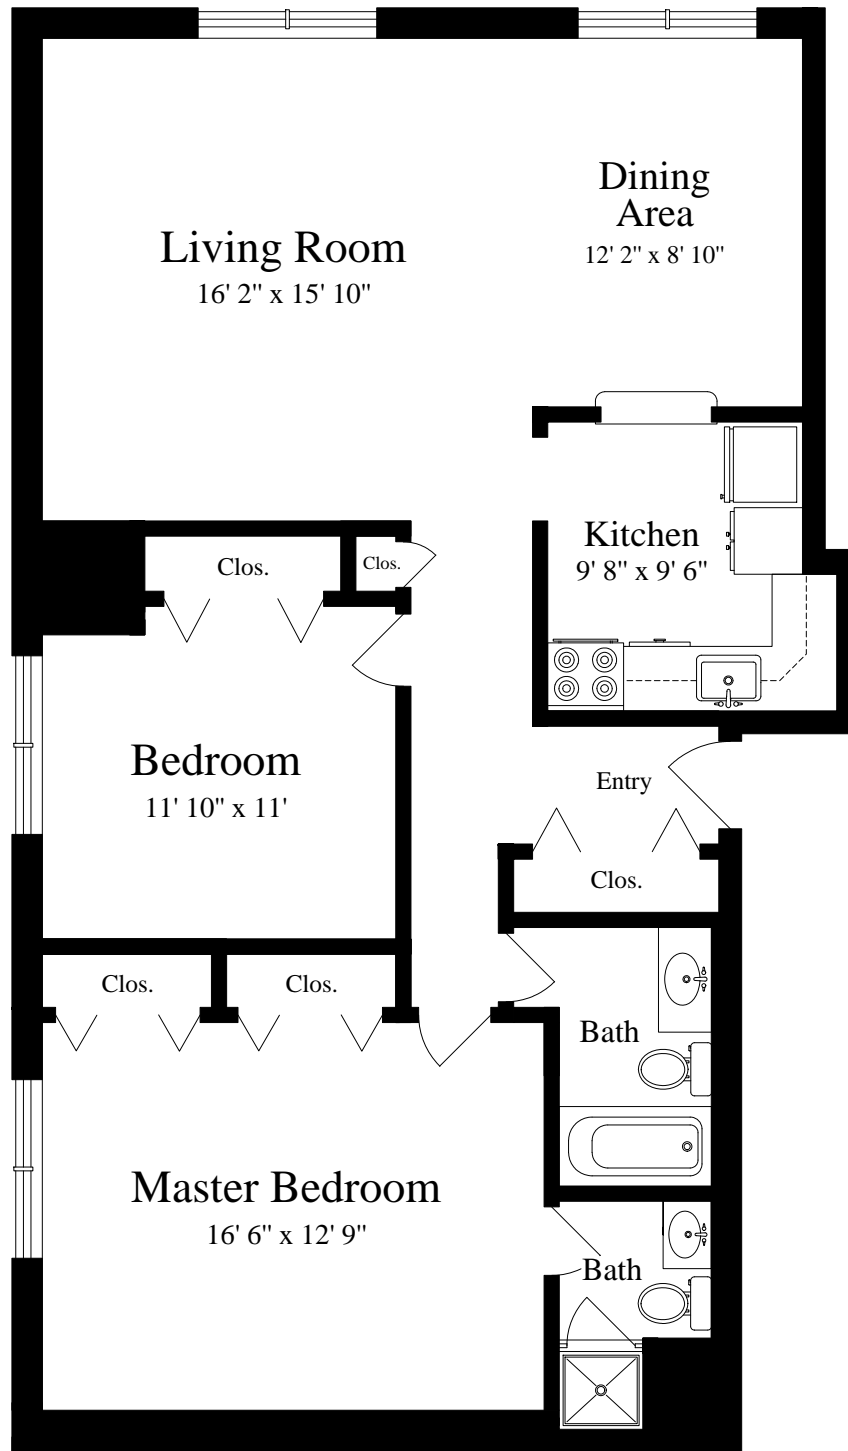 Dining
Area
12' 2" x 8' 10"
Living Room
16' 2" x 15' 10"
Kitchen
9' 8" x 9' 6"
Clos.
Clos.
Bedroom
11' 10" x 11'
Entry
Clos.
Clos.
Clos.
Bath
Master Bedroom
16' 6" x 12' 9"
Bath